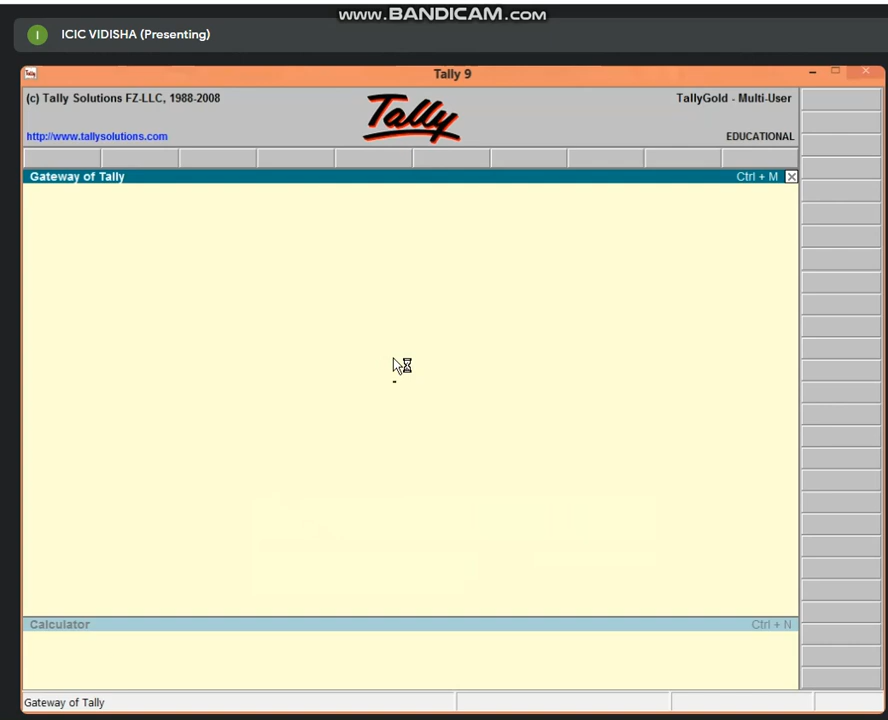 WWW.BANDICAM.COM
I
ICIC VIDISHA (Presenting)
Tally
Tally 9
(c) Tally Solutions FZ-LLC, 1988-2008
Tally
TallyGold - Multi-User
http://www.tallysolutions.com
EDUCATIONAL
Gateway of Tally
Ctrl + M
Calculator
Ctrl + N
Gateway of Tally